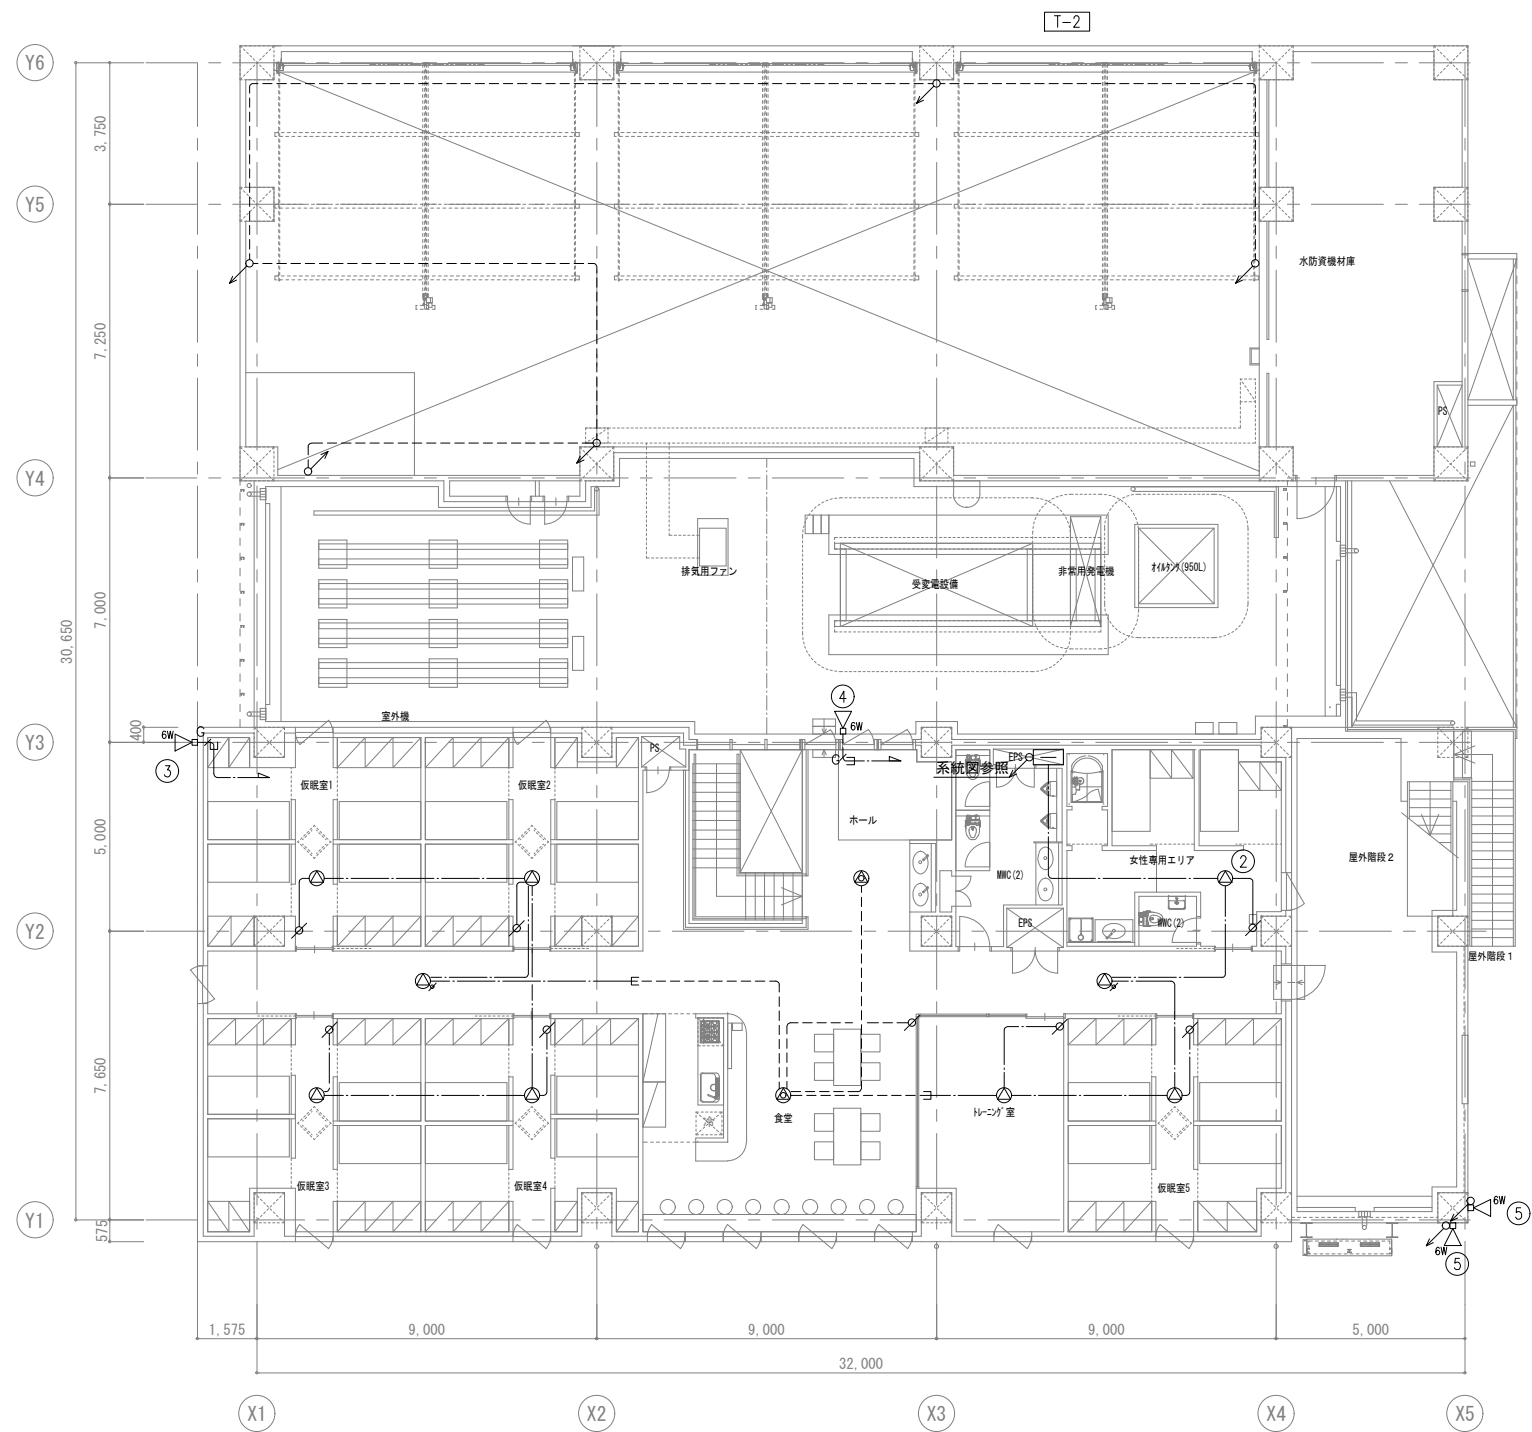 T-2
Y6
3,750
Y5
水防資機材庫
7,250
PS
Y4
排気用ファン
受変電設備
非常用発電機
オイルタンク(950L)
7,000
30,650
室外機
④
6W
400
Y3
6W
G
③
PS
G
EPS
系統図参照
仮眠室1
仮眠室2
ホール
5,000
女性専用エリア
②
屋外階段2
MWC(2)
EPS
MWC(2)
Y2
屋外階段1
7,650
食堂
トレーニング室
仮眠室3
仮眠室4
仮眠室5
6W
⑤
Y1
575
6W
⑤
1,575
9,000
9,000
9,000
5,000
32,000
X1
X2
X3
X4
X5